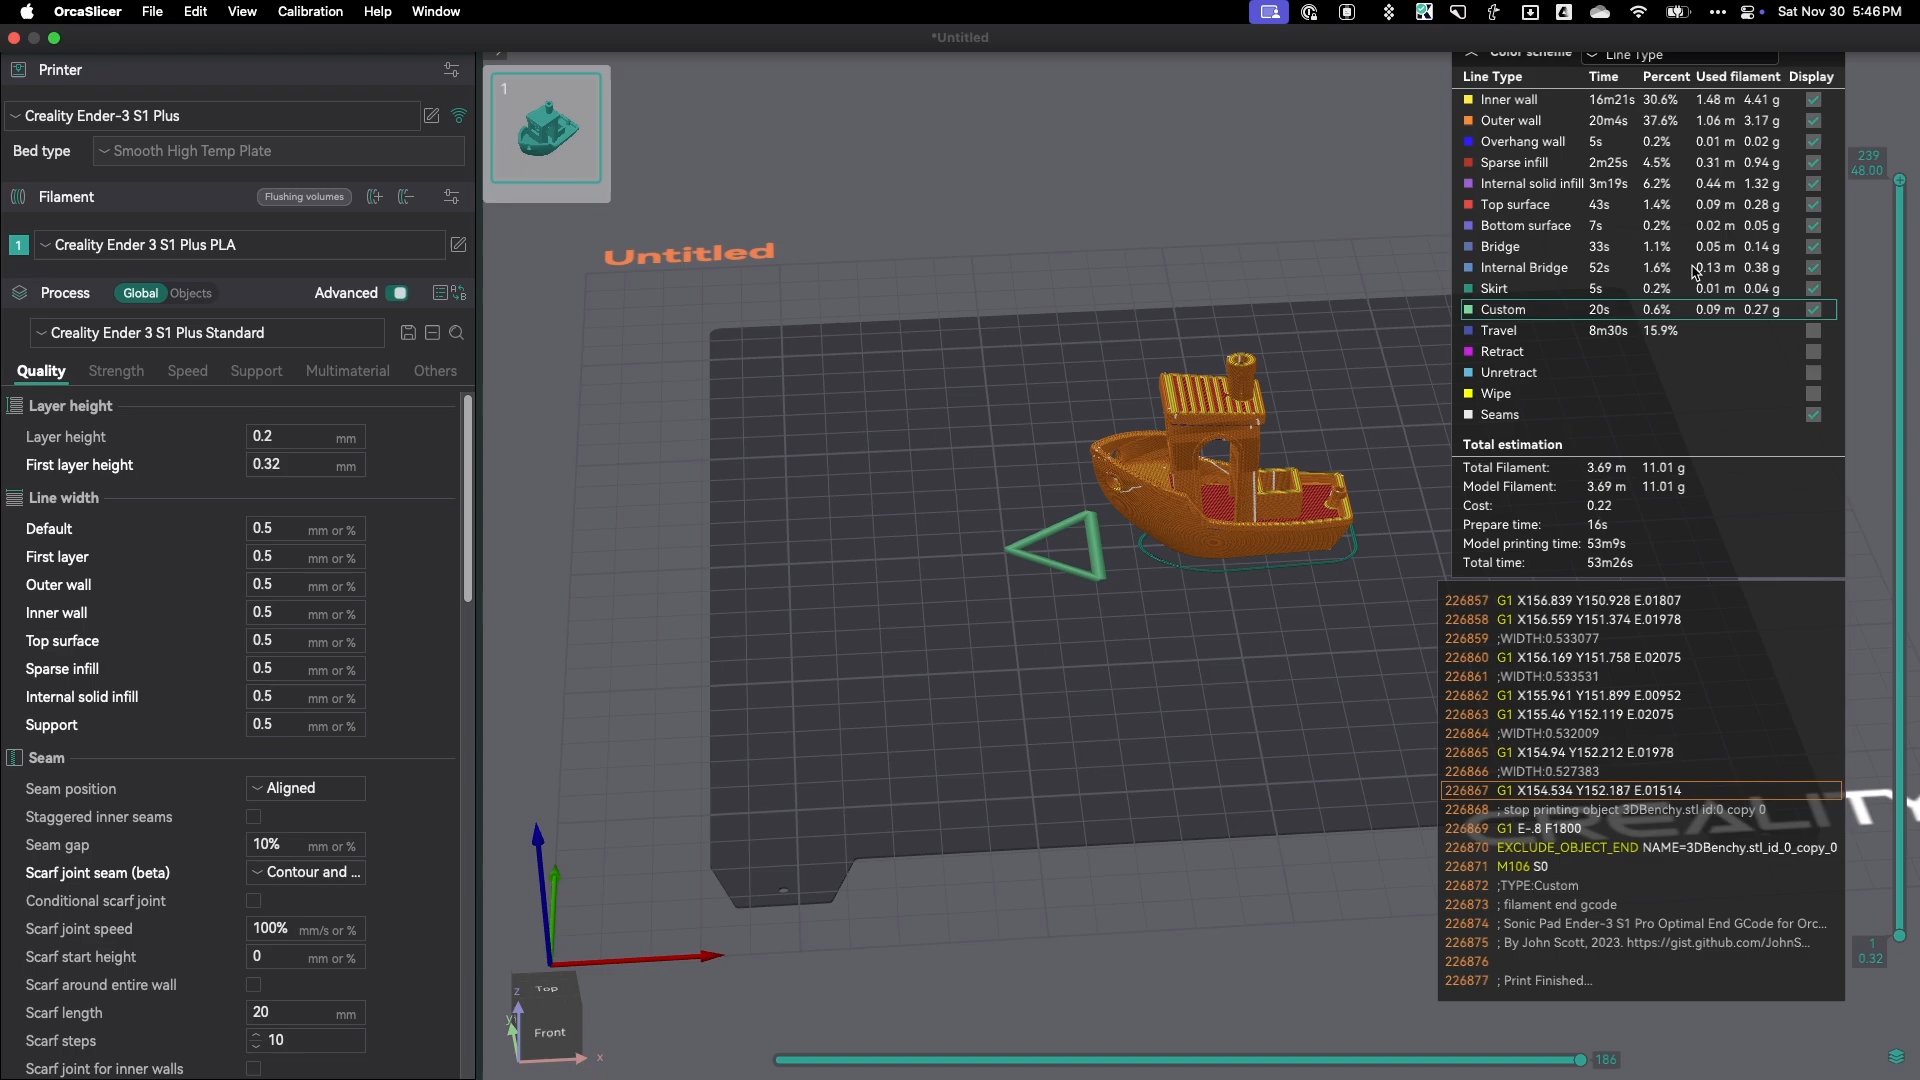 OrcaSlicer File Edit View Calibration Help Window
Sat Nov 30 5:46 PM
*Untitled
Printer
Creality Ender-3 S1 Plus
Bed type Smooth High Temp Plate
Filament Flushing volumes
1 Creality Ender 3 S1 Plus PLA
Process Global Objects Advanced
Creality Ender 3 S1 Plus Standard
Quality Strength Speed Support Multimaterial Others
Layer height
Layer height 0.2 mm
First layer height 0.32 mm
Line width
Default 0.5 mm or %
First layer 0.5 mm or %
Outer wall 0.5 mm or %
Inner wall 0.5 mm or %
Top surface 0.5 mm or %
Sparse infill 0.5 mm or %
Internal solid infill 0.5 mm or %
Support 0.5 mm or %
Seam
Seam position Aligned
Staggered inner seams
Seam gap 10% mm or %
Scarf joint seam (beta) Contour and ...
Conditional scarf joint
Scarf joint speed 100% mm/s or %
Scarf start height 0 mm or %
Scarf around entire wall
Scarf length 20 mm
Scarf steps 10
Scarf joint for inner walls
1
Untitled
Top
Front
z
y
x
186
Color scheme Line Type
Line Type Time Percent Used filament Display
Inner wall 16m21s 30.6% 1.48 m 4.41 g
Outer wall 20m4s 37.6% 1.06 m 3.17 g
Overhang wall 5s 0.2% 0.01 m 0.02 g
Sparse infill 2m25s 4.5% 0.31 m 0.94 g
Internal solid infill 3m19s 6.2% 0.44 m 1.32 g
Top surface 43s 1.4% 0.09 m 0.28 g
Bottom surface 7s 0.2% 0.02 m 0.05 g
Bridge 33s 1.1% 0.05 m 0.14 g
Internal Bridge 52s 1.6% 0.13 m 0.38 g
Skirt 5s 0.2% 0.01 m 0.04 g
Custom 20s 0.6% 0.09 m 0.27 g
Travel 8m30s 15.9%
Retract
Unretract
Wipe
Seams
Total estimation
Total Filament: 3.69 m 11.01 g
Model Filament: 3.69 m 11.01 g
Cost: 0.22
Prepare time: 16s
Model printing time: 53m9s
Total time: 53m26s
226857 G1 X156.839 Y150.928 E.01807
226858 G1 X156.559 Y151.374 E.01978
226859 ;WIDTH:0.533077
226860 G1 X156.169 Y151.758 E.02075
226861 ;WIDTH:0.533531
226862 G1 X155.961 Y151.899 E.00952
226863 G1 X155.46 Y152.119 E.02075
226864 ;WIDTH:0.532009
226865 G1 X154.94 Y152.212 E.01978
226866 ;WIDTH:0.527383
226867 G1 X154.534 Y152.187 E.01514
226868 ; stop printing object 3DBenchy.stl id:0 copy 0
226869 G1 E-.8 F1800
226870 EXCLUDE_OBJECT_END NAME=3DBenchy.stl_id_0_copy_0
226871 M106 S0
226872 ;TYPE:Custom
226873 ; filament end gcode
226874 ; Sonic Pad Ender-3 S1 Pro Optimal End GCode for Orc...
226875 ; By John Scott, 2023. https://gist.github.com/JohnS...
226876
226877 ; Print Finished...
CREALITY
239
48.00
1
0.32